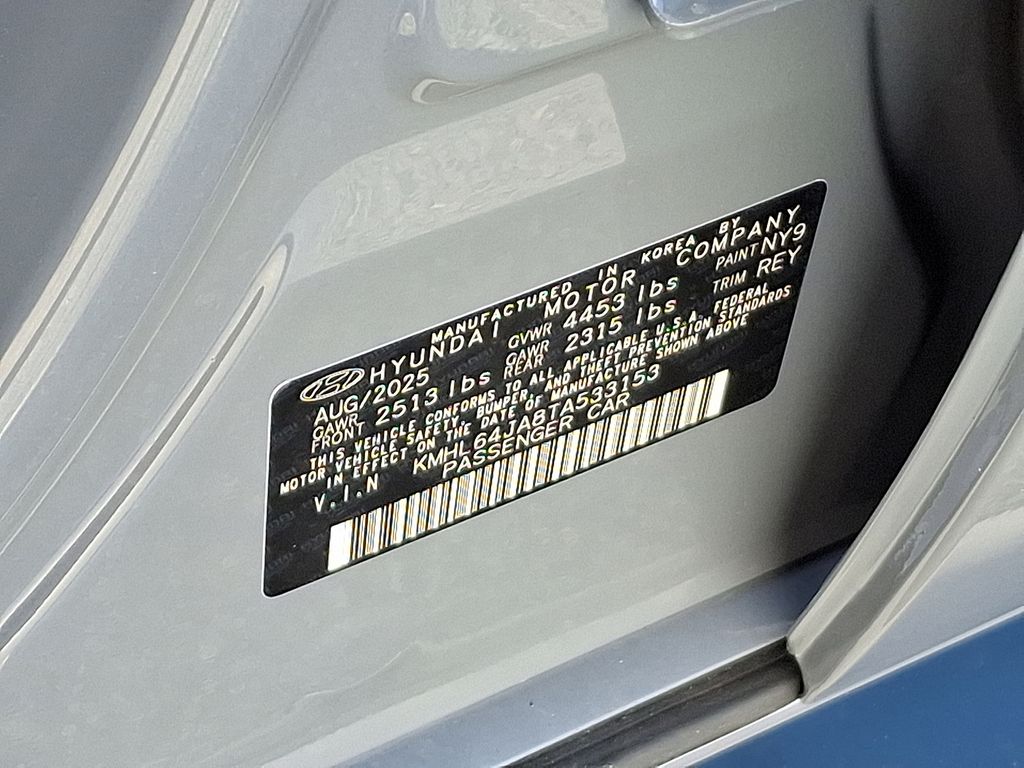 MANUFACTURED IN KOREA BY
HYUNDAI MOTOR COMPANY
AUG/2025 GVWR 4453 lbs PAINT NY9
GAWR FRONT 2513 lbs GAWR REAR 2315 lbs TRIM REY
THIS VEHICLE CONFORMS TO ALL APPLICABLE U.S.A. FEDERAL
MOTOR VEHICLE SAFETY, BUMPER, AND THEFT PREVENTION STANDARDS
IN EFFECT ON THE DATE OF MANUFACTURE SHOWN ABOVE
V.I.N KMHL64JA8TA533153
PASSENGER CAR